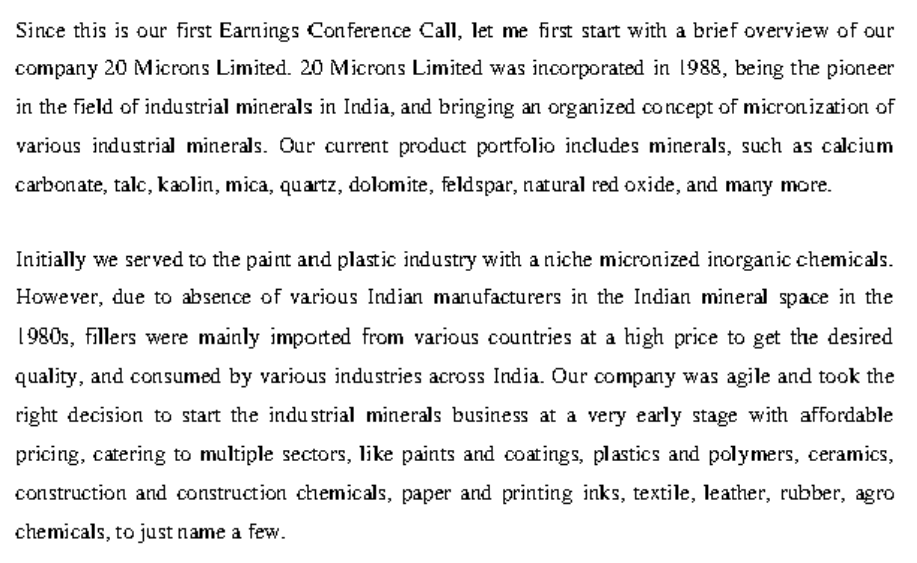 Since this is our first Earnings Conference Call, let me first start with a brief overview of our
company 20 Microns Limited. 20 Microns Limited was incorporated in 1988, being the pioneer
in the field of industrial minerals in India, and bringing an organized concept of micronization of
various industrial minerals. Our current product portfolio includes minerals, such as calcium
carbonate, talc, kaolin, mica, quartz, dolomite, feldspar, natural red oxide, and many more.
Initially we served to the paint and plastic industry with a niche micronized inorganic chemicals.
However, due to absence of various Indian manufacturers in the Indian mineral space in the
1980s, fillers were mainly imported from various countries at a high price to get the desired
quality, and consumed by various industries across India. Our company was agile and took the
right decision to start the industrial minerals business at a very early stage with affordable
pricing, catering to multiple sectors, like paints and coatings, plastics and polymers, ceramics,
construction and construction chemicals, paper and printing inks, textile, leather, rubber, agro
chemicals, to just name a few.